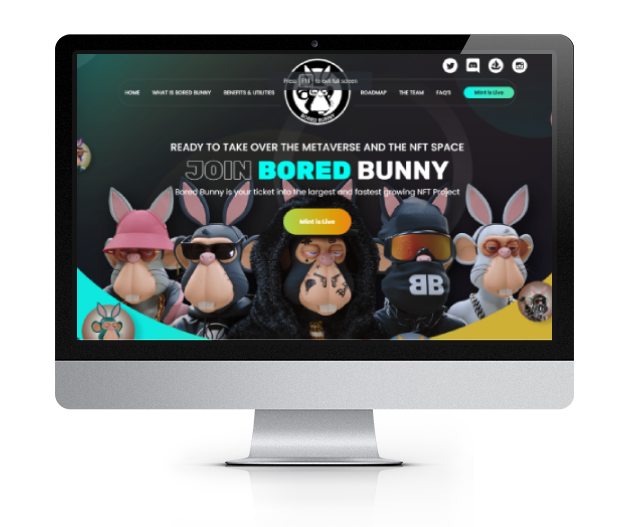 Press F11 to exit full screen
HOME WHAT IS BORED BUNNY BENEFITS & UTILITIES ROADMAP THE TEAM FAQ'S Mint is Live
BORED BUNNY
READY TO TAKE OVER THE METAVERSE AND THE NFT SPACE
JOIN BORED BUNNY
Bored Bunny is your ticket into the largest and fastest growing NFT Project
Mint is Live
BB